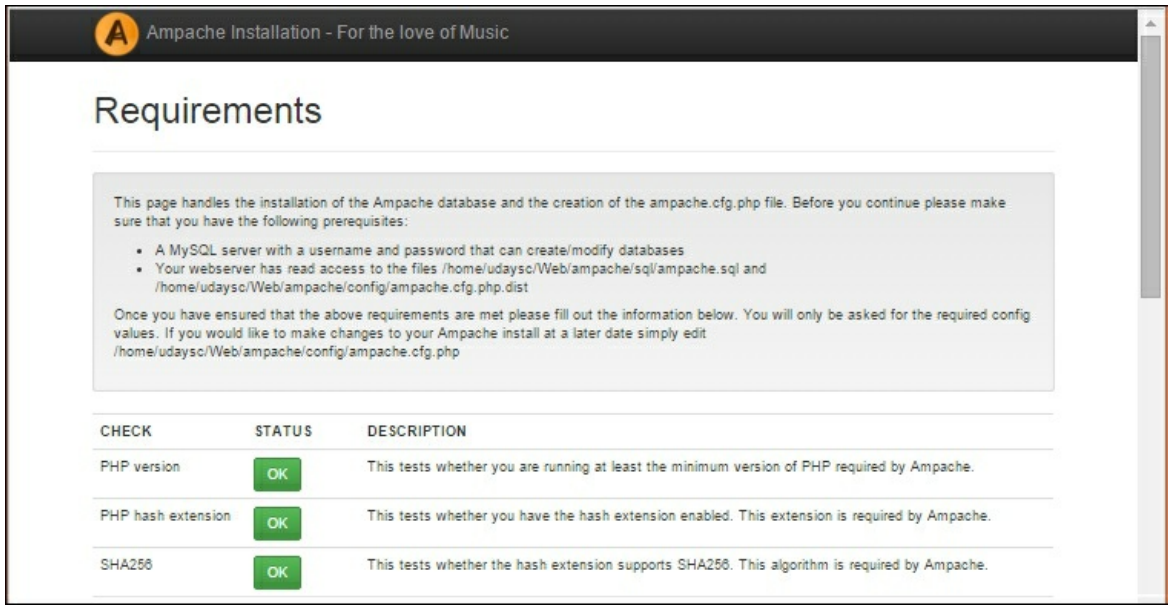 Ampache Installation - For the love of Music
Requirements
This page handles the installation of the Ampache database and the creation of the ampache.cfg.php file. Before you continue please make
sure that you have the following prerequisites:
• A MySQL server with a username and password that can create/modify databases
• Your webserver has read access to the files /home/udaysc/Web/ampache/sql/ampache.sql and
/home/udaysc/Web/ampache/config/ampache.cfg.php.dist
Once you have ensured that the above requirements are met please fill out the information below. You will only be asked for the required config
values. If you would like to make changes to your Ampache install at a later date simply edit
/home/udaysc/Web/ampache/config/ampache.cfg.php
CHECK STATUS DESCRIPTION
PHP version OK This tests whether you are running at least the minimum version of PHP required by Ampache.
PHP hash extension OK This tests whether you have the hash extension enabled. This extension is required by Ampache.
SHA256 OK This tests whether the hash extension supports SHA256. This algorithm is required by Ampache.